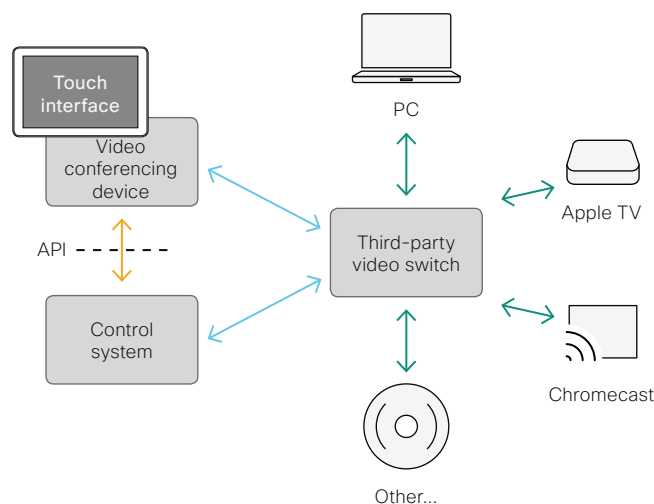 Touch
interface
Video
conferencing
device
API
Control
system
Third-party
video switch
PC
Apple TV
Chromecast
Other...